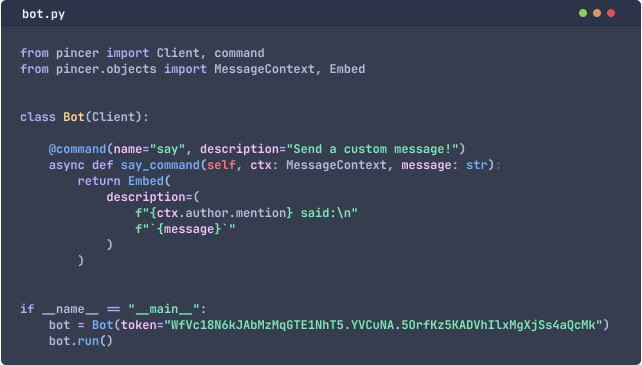 bot.py
from pincer import Client, command
from pincer.objects import MessageContext, Embed
class Bot(Client):
@command(name="say", description="Send a custom message!")
async def say_command(self, ctx: MessageContext, message: str):
return Embed(
description=(
f"{ctx.author.mention} said:\n"
f"`{message}`"
)
)
if __name__ == "__main__":
bot = Bot(token="WfVc18N6kJAbMzMqGTE1NhT5.YVCuNA.5OrfKz5KADVhIlxMgXjSs4aQcMk")
bot.run()